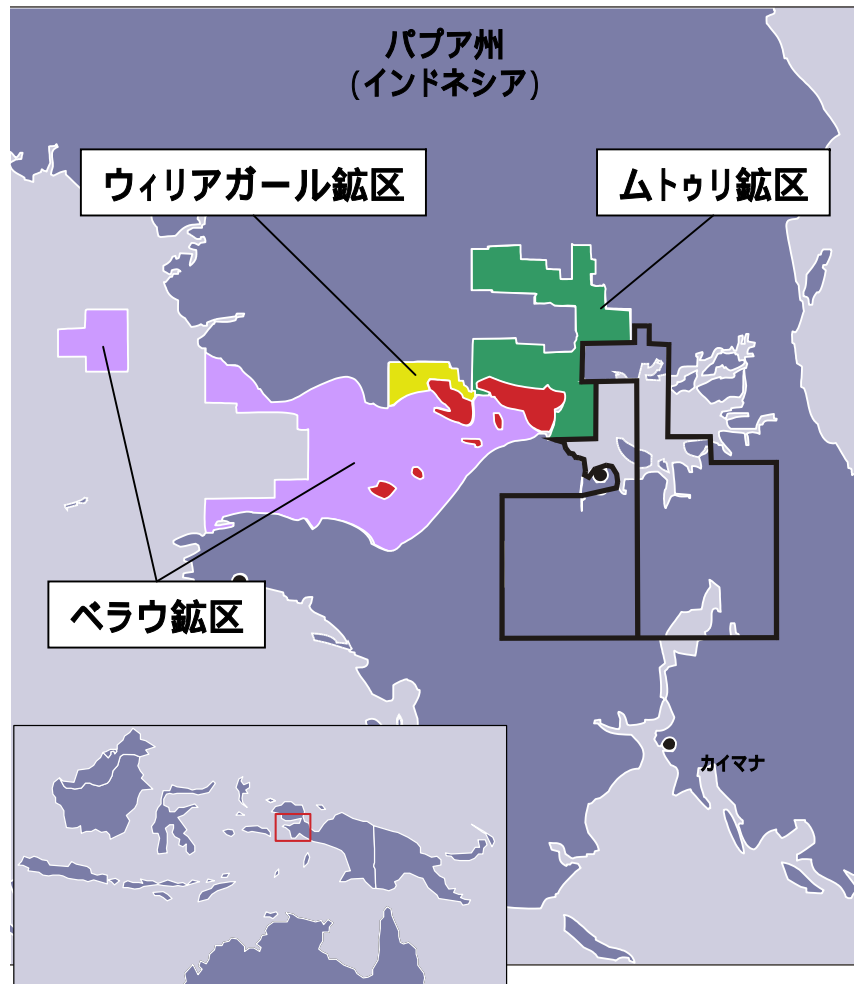 パプア州
(インドネシア)
ウィリアガール鉱区
ムトゥリ鉱区
ベラウ鉱区
カイマナ